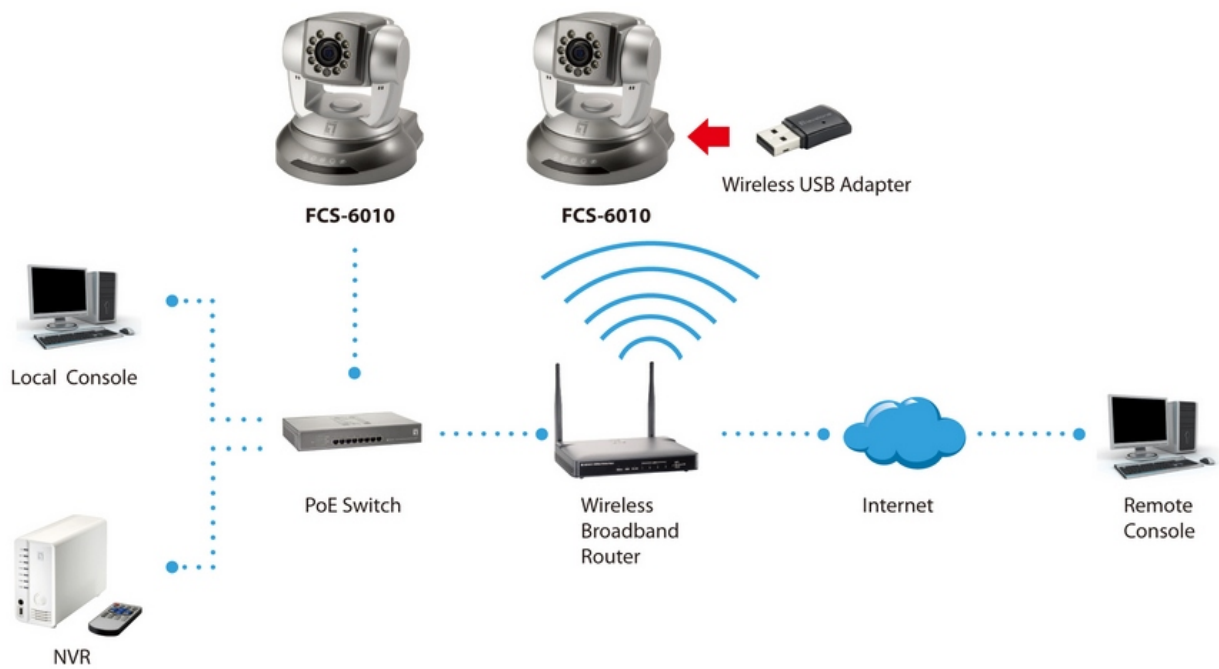 FCS-6010
FCS-6010
Wireless USB Adapter
Local Console
PoE Switch
Wireless
Broadband
Router
Internet
Remote
Console
NVR